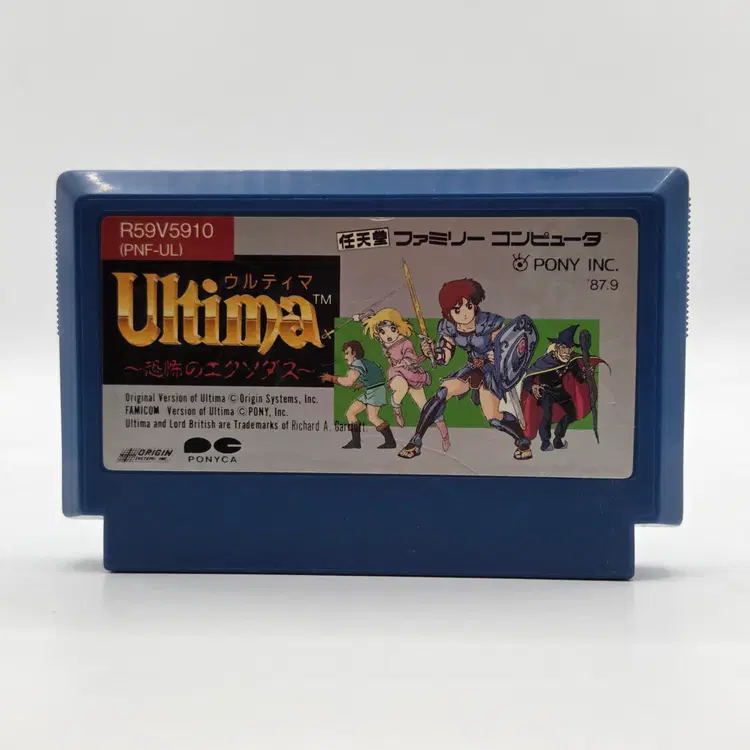 R59V5910
(PNF-UL)
任天堂 ファミリー コンピュータ
PONY INC.
'87.9
ウルティマ
Ultima™
～恐怖のエクソダス～
Original Version of Ultima © Origin Systems, Inc.
FAMICOM Version of Ultima © PONY, Inc.
Ultima and Lord British are Trademarks of Richard A. Garriott.
ORIGIN
SYSTEMS INC.
PONYCA